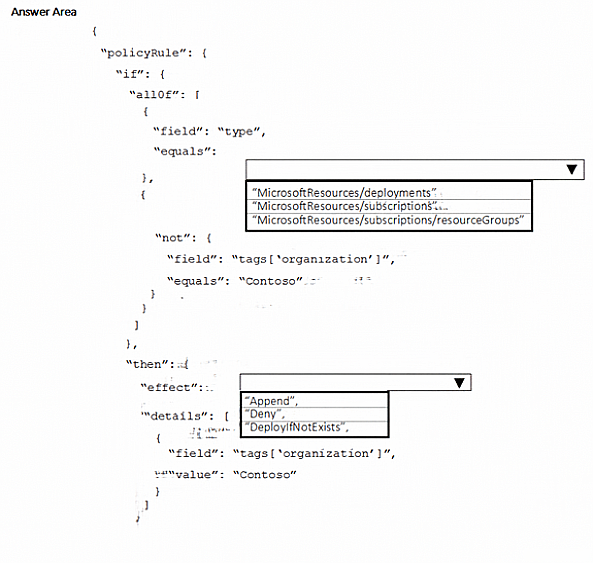 Answer Area
{
“policyRule”: {
“if”: {
“allOf”: [
{
“field”: “type”,
“equals”:
},
{
“MicrosoftResources/deployments”
“MicrosoftResources/subscriptions”
“MicrosoftResources/subscriptions/resourceGroups”
“not”: {
“field”: “tags[‘organization’]”,
“equals”: “Contoso”
}
}
]
},
“then”: {
“effect”:
“Append”,
“Deny”,
“DeployIfNotExists”,
“details”: [
{
“field”: “tags[‘organization’]”,
“value”: “Contoso”
}
]
}